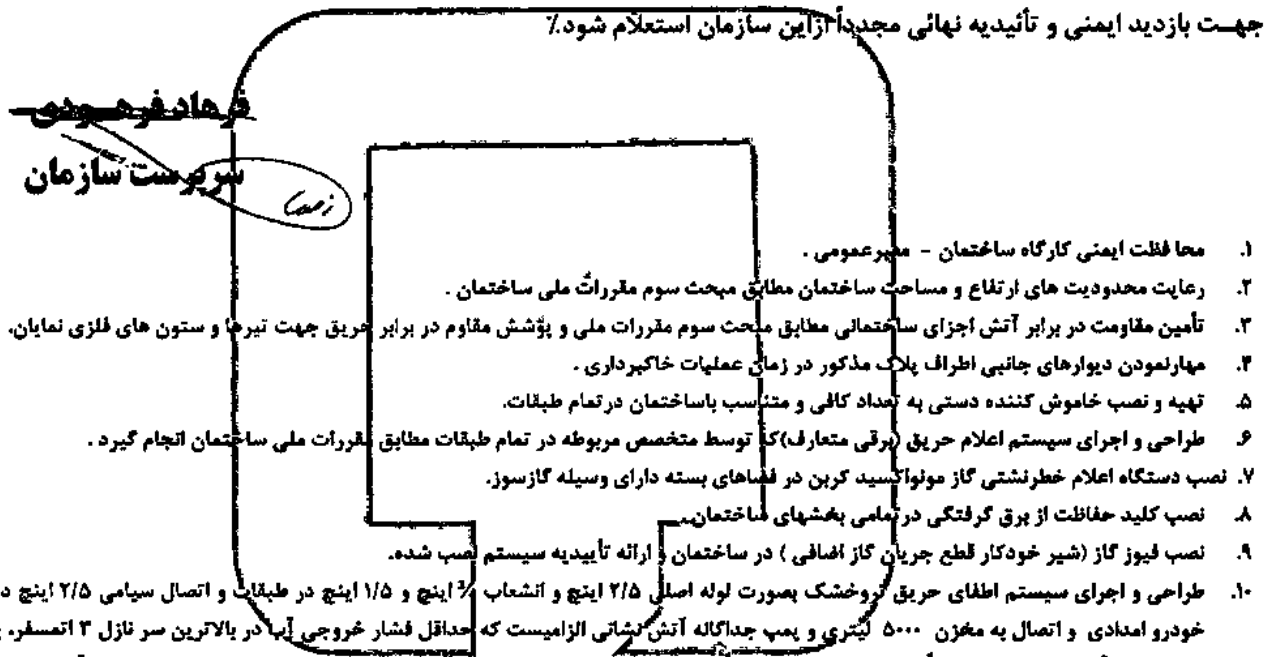 جهت بازدید ایمنی و تأئیدیه نهائی مجدداً ازاین سازمان استعلام شود٪
فرهاد فرهودی
سرپرست سازمان
۱. محا فظت ایمنی کارگاه ساختمان - معبرعمومی .
۲. رعایت محدودیت های ارتفاع و مساحت ساختمان مطابق مبحث سوم مقررات ملی ساختمان .
۳. تأمین مقاومت در برابر آتش اجزای ساختمانی مطابق مبحث سوم مقررات ملی و پوشش مقاوم در برابر حریق جهت تیرها و ستون های فلزی نمایان.
۴. مهارنمودن دیوارهای جانبی اطراف پلاک مذکور در زمان عملیات خاکبرداری .
۵. تهیه و نصب خاموش کننده دستی به تعداد کافی و متناسب باساختمان درتمام طبقات.
۶. طراحی و اجرای سیستم اعلام حریق (برقی متعارف)که توسط متخصص مربوطه در تمام طبقات مطابق مقررات ملی ساختمان انجام گیرد .
۷. نصب دستگاه اعلام خطرنشتی گاز مونواکسید کربن در فضاهای بسته دارای وسیله گازسوز.
۸. نصب کلید حفاظت از برق گرفتگی درتمامی بخشهای ساختمان.
۹. نصب فیوز گاز (شیر خودکار قطع جریان گاز اضافی ) در ساختمان و ارائه تأییدیه سیستم نصب شده.
۱۰. طراحی و اجرای سیستم اطفای حریق تروخشک بصورت لوله اصلی ۲/۵ اینچ و انشعاب ¾ اینچ و ۱/۵ اینچ در طبقات و اتصال سیامی ۲/۵ اینچ د
خودرو امدادی و اتصال به مخزن ۵۰۰۰ لیتری و پمپ جداگانه آتش نشانی الزامیست که حداقل فشار خروجی آب در بالاترین سر نازل ۳ اتمسفر.